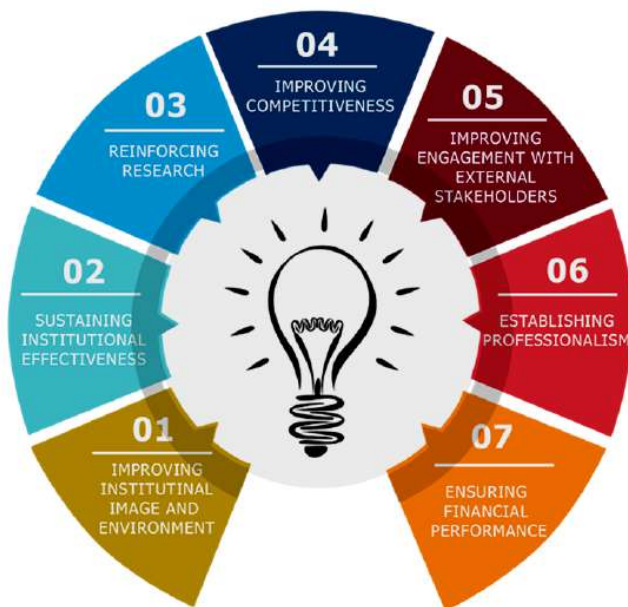 01
IMPROVING
INSTITUTINAL
IMAGE AND
ENVIRONMENT
02
SUSTAINING
INSTITUTIONAL
EFFECTIVENESS
03
REINFORCING
RESEARCH
04
IMPROVING
COMPETITIVENESS
05
IMPROVING
ENGAGEMENT WITH
EXTERNAL
STAKEHOLDERS
06
ESTABLISHING
PROFESSIONALISM
07
ENSURING
FINANCIAL
PERFORMANCE